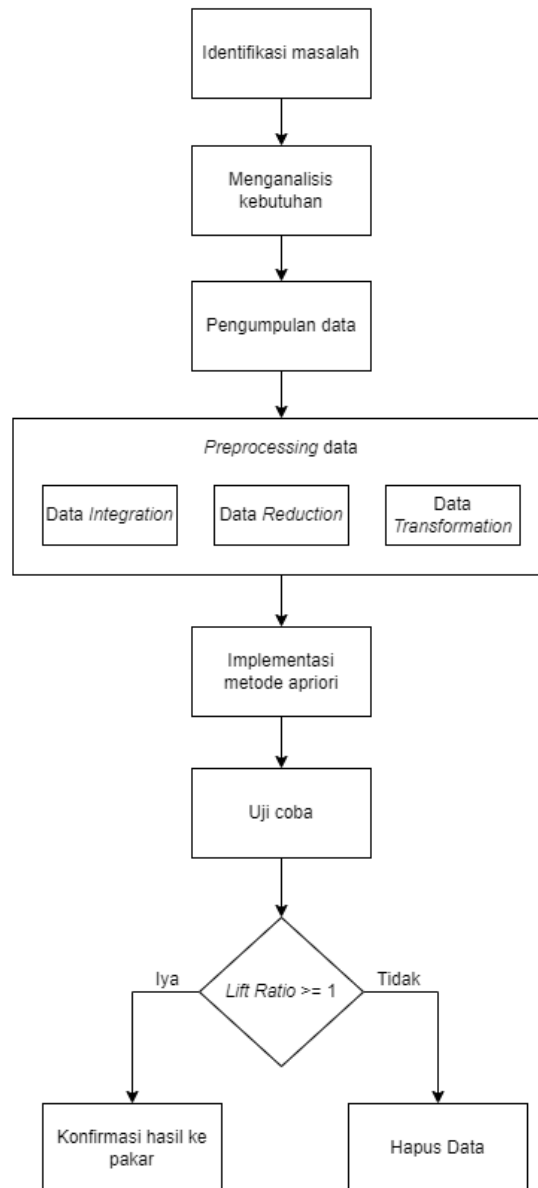 Identifikasi masalah
Menganalisis
kebutuhan
Pengumpulan data
Preprocessing data
Data Integration
Data Reduction
Data
Transformation
Implementasi
metode apriori
Uji coba
Iya
Lift Ratio >= 1
Tidak
Konfirmasi hasil ke
pakar
Hapus Data